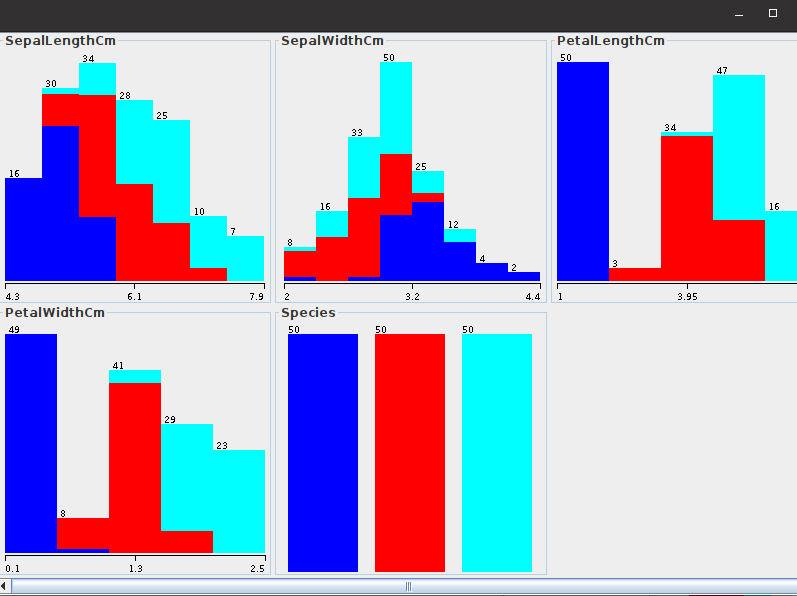 SepalLengthCm
34
30
28
25
16
10
7
4.3 6.1 7.9
SepalWidthCm
50
33
25
16
12
8
4
2
2 3.2 4.4
PetalLengthCm
50
47
34
16
3
1 3.95
PetalWidthCm
49
41
29
23
8
0.1 1.3 2.5
Species
50 50 50